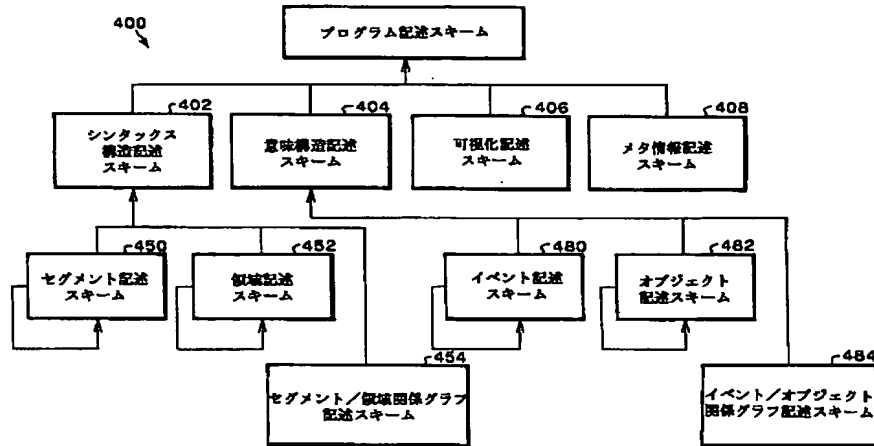 400
プログラム記述スキーム
402
シンタックス
構造記述
スキーム
404
意味構造記述
スキーム
406
可視化記述
スキーム
408
メタ情報記述
スキーム
450
セグメント記述
スキーム
452
領域記述
スキーム
480
イベント記述
スキーム
482
オブジェクト
記述スキーム
454
セグメント/領域関係グラフ
記述スキーム
484
イベント/オブジェクト
関係グラフ記述スキーム